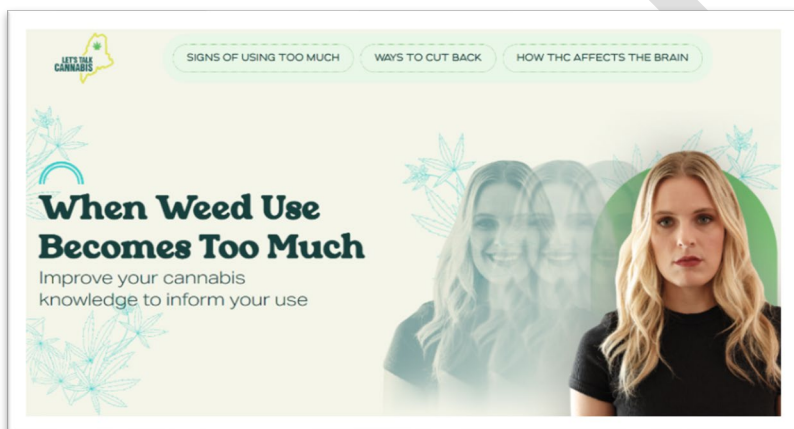 LET'S TALK
CANNABIS
SIGNS OF USING TOO MUCH
WAYS TO CUT BACK
HOW THC AFFECTS THE BRAIN
When Weed Use
Becomes Too Much
Improve your cannabis
knowledge to inform your use